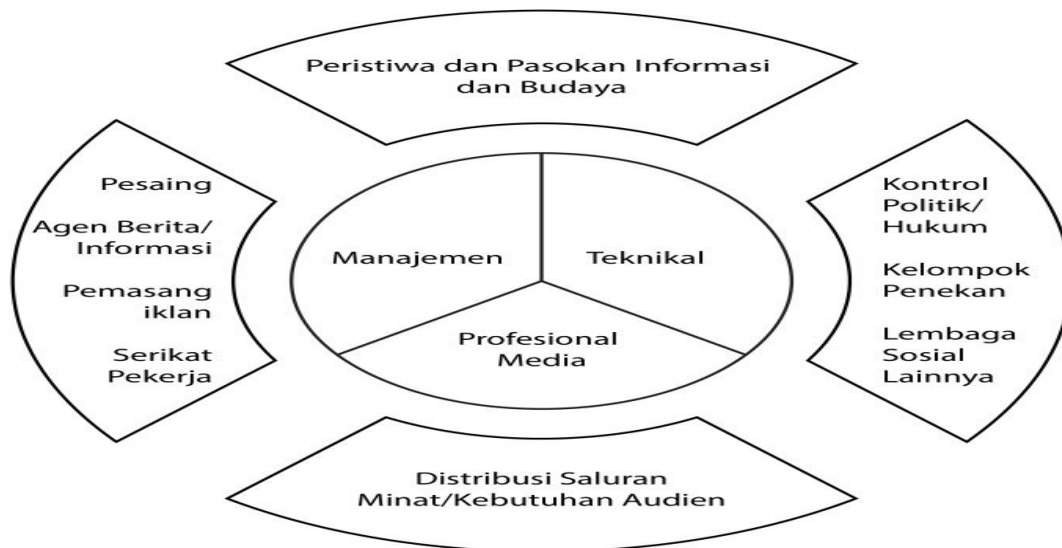 Peristiwa dan Pasokan Informasi
dan Budaya
Pesaing
Agen Berita/
Informasi
Pemasang
iklan
Serikat
Pekerja
Manajemen
Teknikal
Profesional
Media
Kontrol
Politik/
Hukum
Kelompok
Penekan
Lembaga
Sosial
Lainnya
Distribusi Saluran
Minat/Kebutuhan Audien